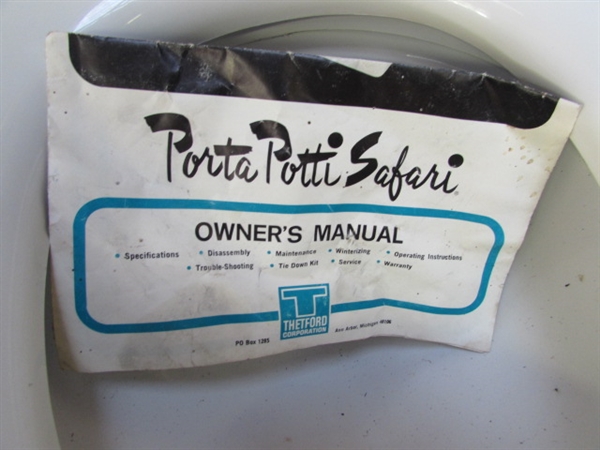 Porta Potti Safari
OWNER'S MANUAL
• Specifications • Disassembly • Maintenance • Winterizing • Operating Instructions
• Trouble-Shooting • Tie Down Kit • Service • Warranty
T
THETFORD
CORPORATION
PO Box 1285 Ann Arbor, Michigan